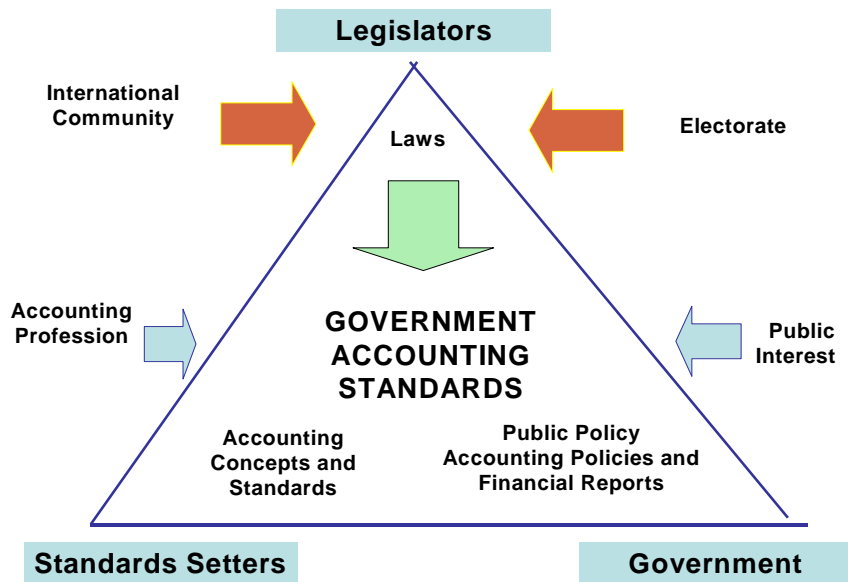 Legislators
International
Community
Electorate
Laws
Accounting
Profession
GOVERNMENT
ACCOUNTING
STANDARDS
Public
Interest
Accounting
Concepts and
Standards
Public Policy
Accounting Policies and
Financial Reports
Standards Setters
Government